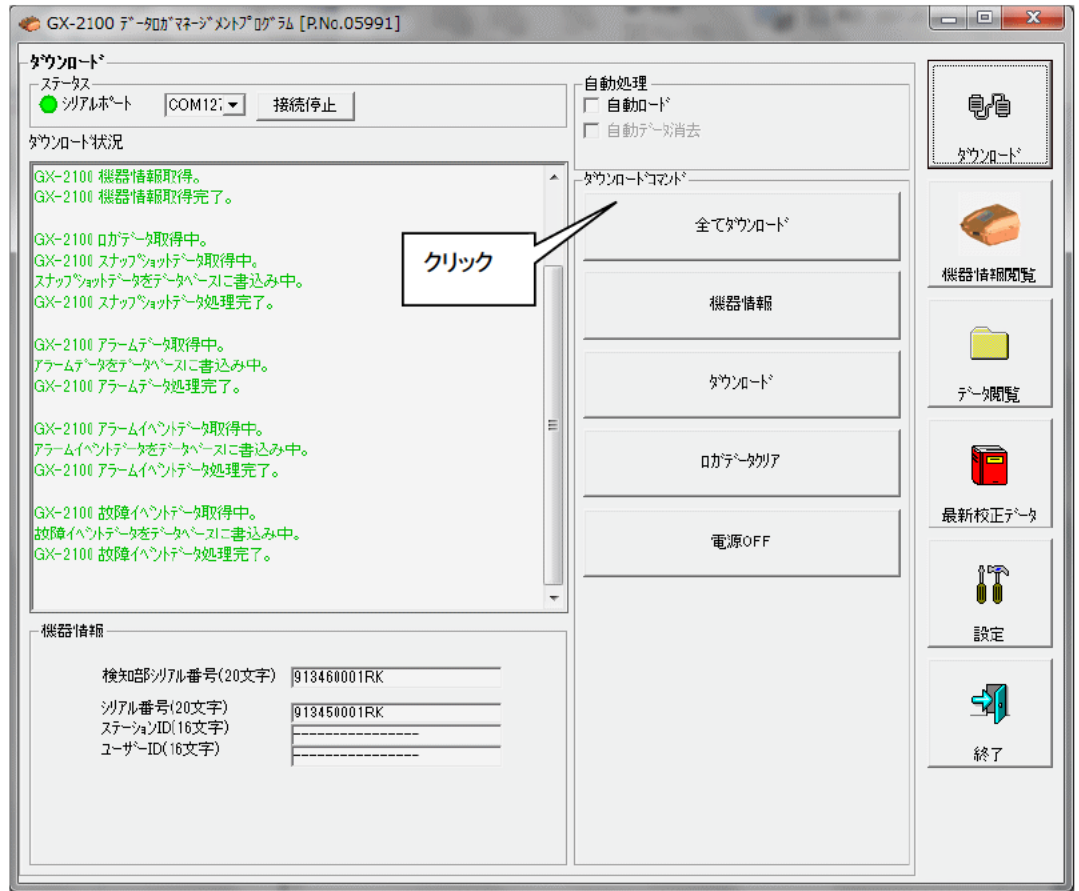 GX-2100 ﾃﾞｰﾀﾛｶﾞﾏﾈｰｼﾞﾒﾝﾄﾌﾟﾛｸﾞﾗﾑ [P.No.05991]
ﾀﾞｳﾝﾛｰﾄﾞ
ｽﾃｰﾀｽ
ｼﾘｱﾙﾎﾟｰﾄ
接続停止
ﾀﾞｳﾝﾛｰﾄﾞ状況
GX-2100 機器情報取得。
GX-2100 機器情報取得完了。
GX-2100 ﾛｶﾞﾃﾞｰﾀ取得中。
GX-2100 ｽﾅｯﾌﾟｼｮｯﾄﾃﾞｰﾀ取得中。
ｽﾅｯﾌﾟｼｮｯﾄﾃﾞｰﾀをﾃﾞｰﾀﾍﾞｰｽに書込み中。
GX-2100 ｽﾅｯﾌﾟｼｮｯﾄﾃﾞｰﾀ処理完了。
GX-2100 ｱﾗｰﾑﾃﾞｰﾀ取得中。
ｱﾗｰﾑﾃﾞｰﾀをﾃﾞｰﾀﾍﾞｰｽに書込み中。
GX-2100 ｱﾗｰﾑﾃﾞｰﾀ処理完了。
GX-2100 ｱﾗｰﾑｲﾍﾞﾝﾄﾃﾞｰﾀ取得中。
ｱﾗｰﾑｲﾍﾞﾝﾄﾃﾞｰﾀをﾃﾞｰﾀﾍﾞｰｽに書込み中。
GX-2100 ｱﾗｰﾑｲﾍﾞﾝﾄﾃﾞｰﾀ処理完了。
GX-2100 故障ｲﾍﾞﾝﾄﾃﾞｰﾀ取得中。
故障ｲﾍﾞﾝﾄﾃﾞｰﾀをﾃﾞｰﾀﾍﾞｰｽに書込み中。
GX-2100 故障ｲﾍﾞﾝﾄﾃﾞｰﾀ処理完了。
機器情報
検知部ｼﾘｱﾙ番号(20文字) 913460001RK
ｼﾘｱﾙ番号(20文字) 913450001RK
ｽﾃｰｼｮﾝID(16文字) ----------------
ﾕｰｻﾞｰID(16文字) ----------------
自動処理
自動ﾛｰﾄﾞ
自動ﾃﾞｰﾀ消去
ﾀﾞｳﾝﾛｰﾄﾞｺﾏﾝﾄﾞ
全てﾀﾞｳﾝﾛｰﾄﾞ
クリック
機器情報
ﾀﾞｳﾝﾛｰﾄﾞ
ﾛｶﾞﾃﾞｰﾀｸﾘｱ
電源OFF
ﾀﾞｳﾝﾛｰﾄﾞ
機器情報閲覧
ﾃﾞｰﾀ閲覧
最新校正ﾃﾞｰﾀ
設定
終了